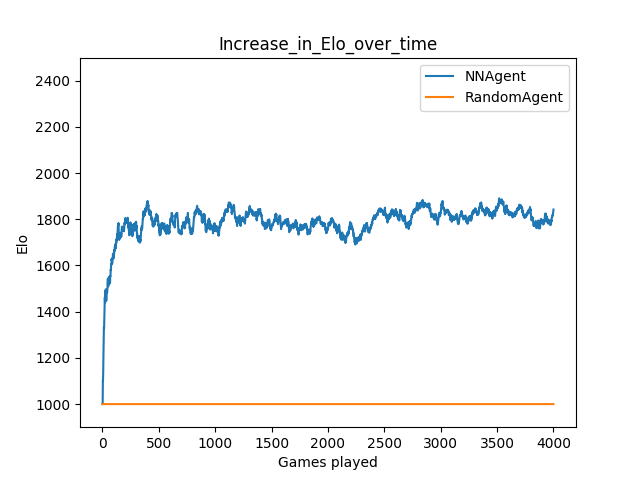 Increase_in_Elo_over_time
NNAgent
RandomAgent
2400
2200
2000
1800
1600
1400
1200
1000
Elo
0 500 1000 1500 2000 2500 3000 3500 4000
Games played